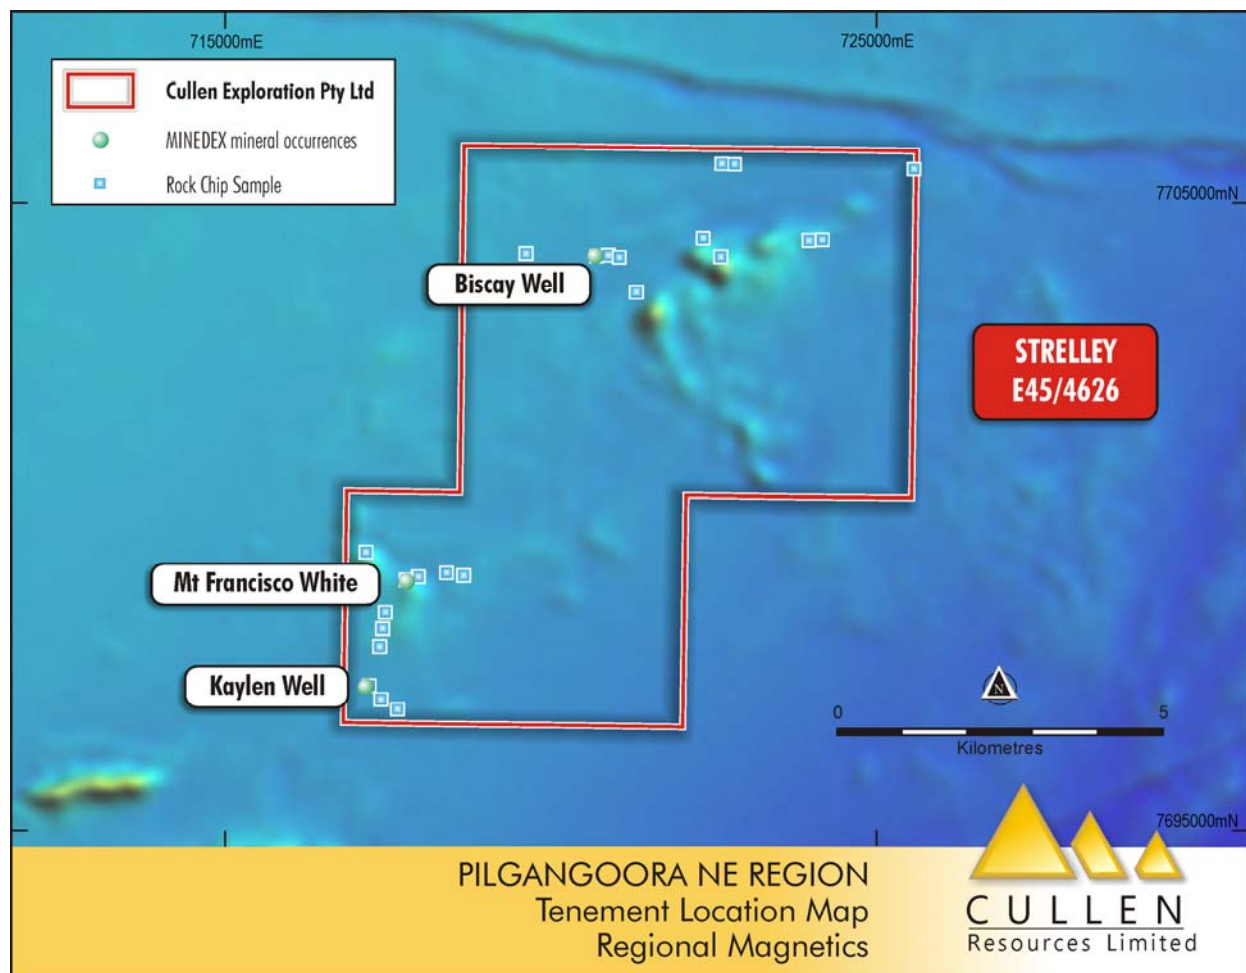 715000mE
725000mE
Cullen Exploration Pty Ltd
MINEDEX mineral occurrences
Rock Chip Sample
7705000mN
Biscay Well
STRELLEY
E45/4626
Mt Francisco White
Kaylen Well
N
0
5
Kilometres
7695000mN
PILGANGOORA NE REGION
Tenement Location Map
Regional Magnetics
CULLEN
Resources Limited